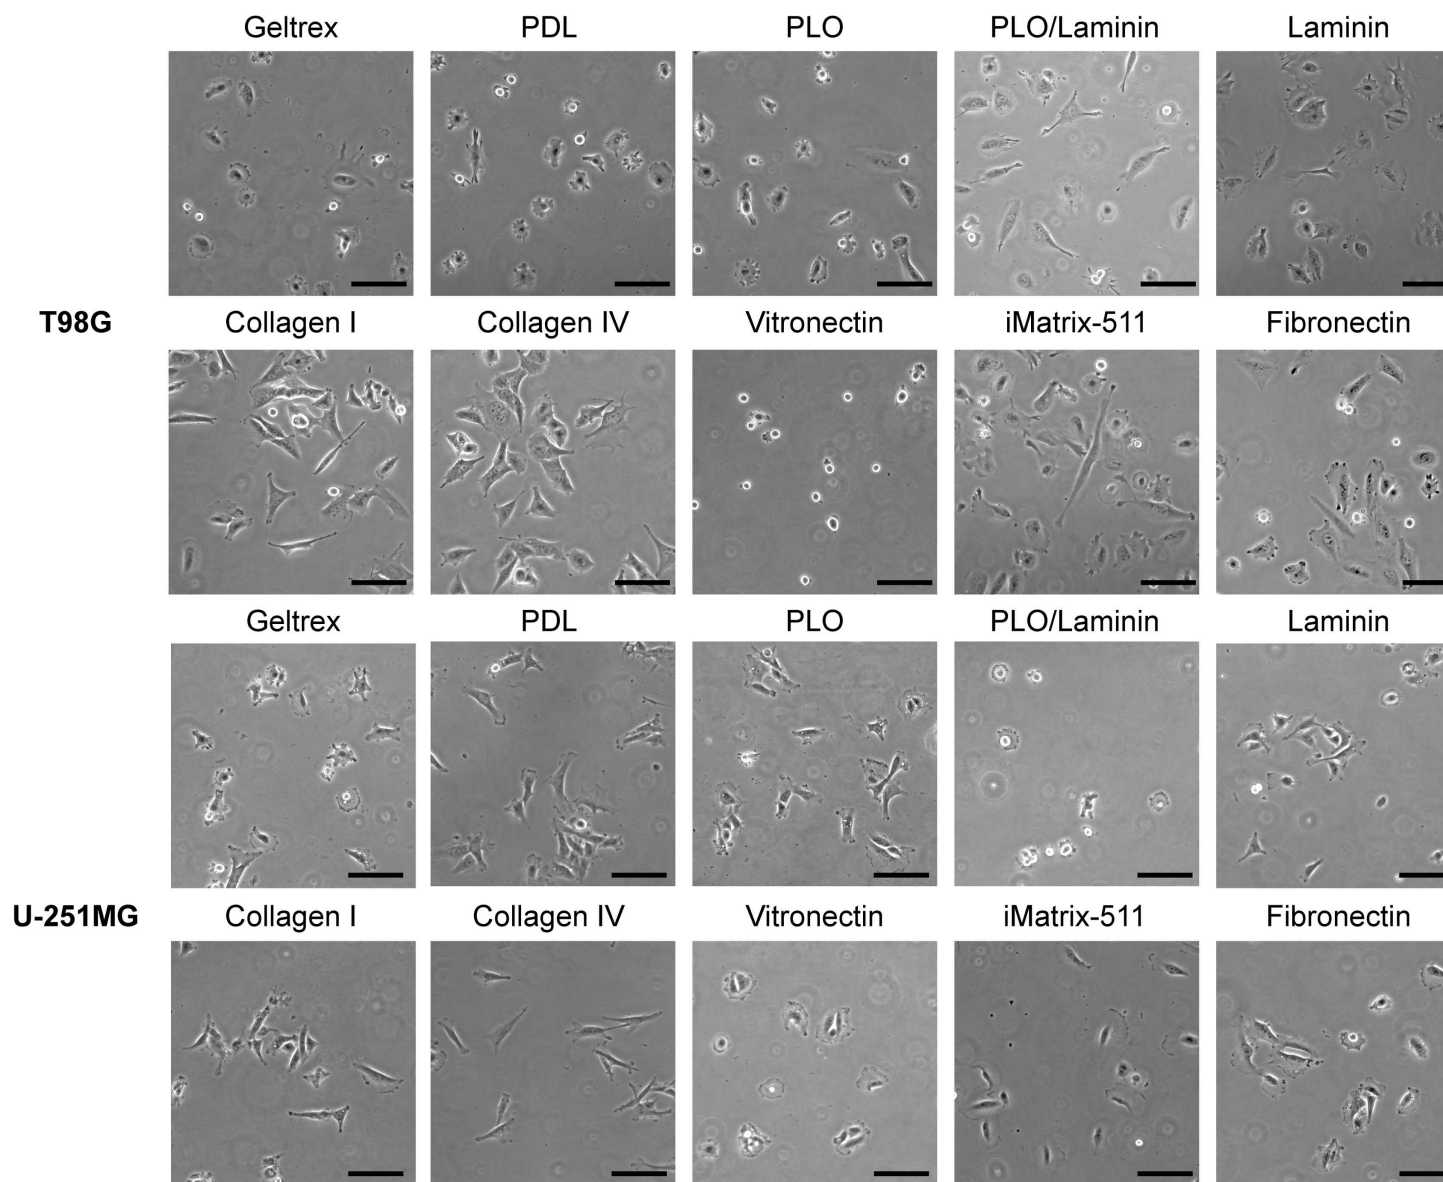 Geltrex PDL PLO PLO/Laminin Laminin
T98G
Collagen I Collagen IV Vitronectin iMatrix-511 Fibronectin
Geltrex PDL PLO PLO/Laminin Laminin
U-251MG
Collagen I Collagen IV Vitronectin iMatrix-511 Fibronectin